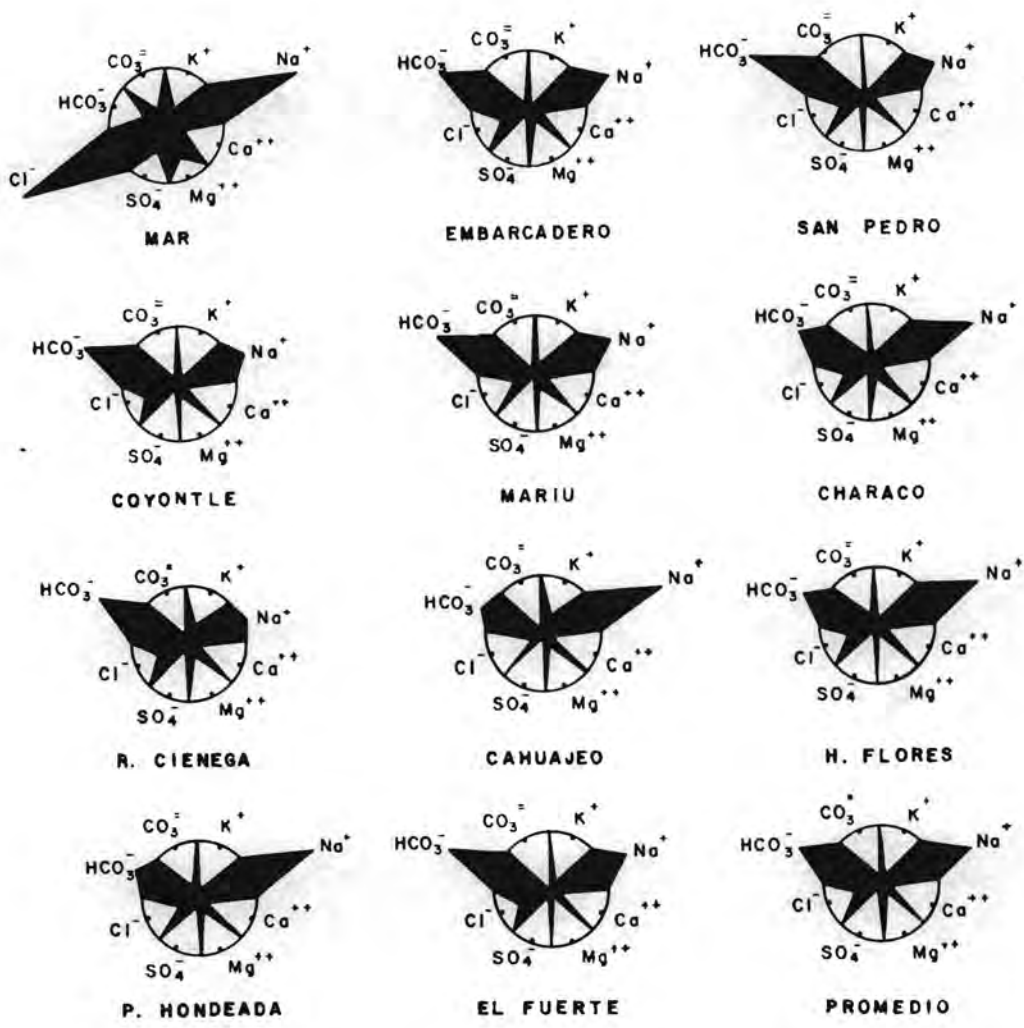 CO₃⁼ K⁺ Na⁺
HCO₃⁻
Cl⁻ Ca⁺⁺
SO₄⁻ Mg⁺⁺
MAR
CO₃⁼ K⁺
HCO₃⁻ Na⁺
Cl⁻ Ca⁺⁺
SO₄⁻ Mg⁺⁺
EMBARCADERO
CO₃⁼ K⁺
HCO₃⁻ Na⁺
Cl⁻ Ca⁺⁺
SO₄⁻ Mg⁺⁺
SAN PEDRO
CO₃⁼ K⁺
HCO₃⁻ Na⁺
Cl⁻ Ca⁺⁺
SO₄⁻ Mg⁺⁺
COYONTLE
CO₃⁼ K⁺
HCO₃⁻ Na⁺
Cl⁻ Ca⁺⁺
SO₄⁻ Mg⁺⁺
MARIU
CO₃⁼ K⁺
HCO₃⁻ Na⁺
Cl⁻ Ca⁺⁺
SO₄⁻ Mg⁺⁺
CHARACO
CO₃⁼ K⁺
HCO₃⁻ Na⁺
Cl⁻ Ca⁺⁺
SO₄⁻ Mg⁺⁺
R. CIENEGA
CO₃⁼ K⁺
HCO₃⁻ Na⁺
Cl⁻ Ca⁺⁺
SO₄⁻ Mg⁺⁺
CAHUAJEO
CO₃⁼ K⁺
HCO₃⁻ Na⁺
Cl⁻ Ca⁺⁺
SO₄⁻ Mg⁺⁺
H. FLORES
CO₃⁼ K⁺
HCO₃⁻ Na⁺
Cl⁻ Ca⁺⁺
SO₄⁻ Mg⁺⁺
P. HONDEADA
CO₃⁼ K⁺
HCO₃⁻ Na⁺
Cl⁻ Ca⁺⁺
SO₄⁻ Mg⁺⁺
EL FUERTE
CO₃⁼ K⁺
HCO₃⁻ Na⁺
Cl⁻ Ca⁺⁺
SO₄⁻ Mg⁺⁺
PROMEDIO